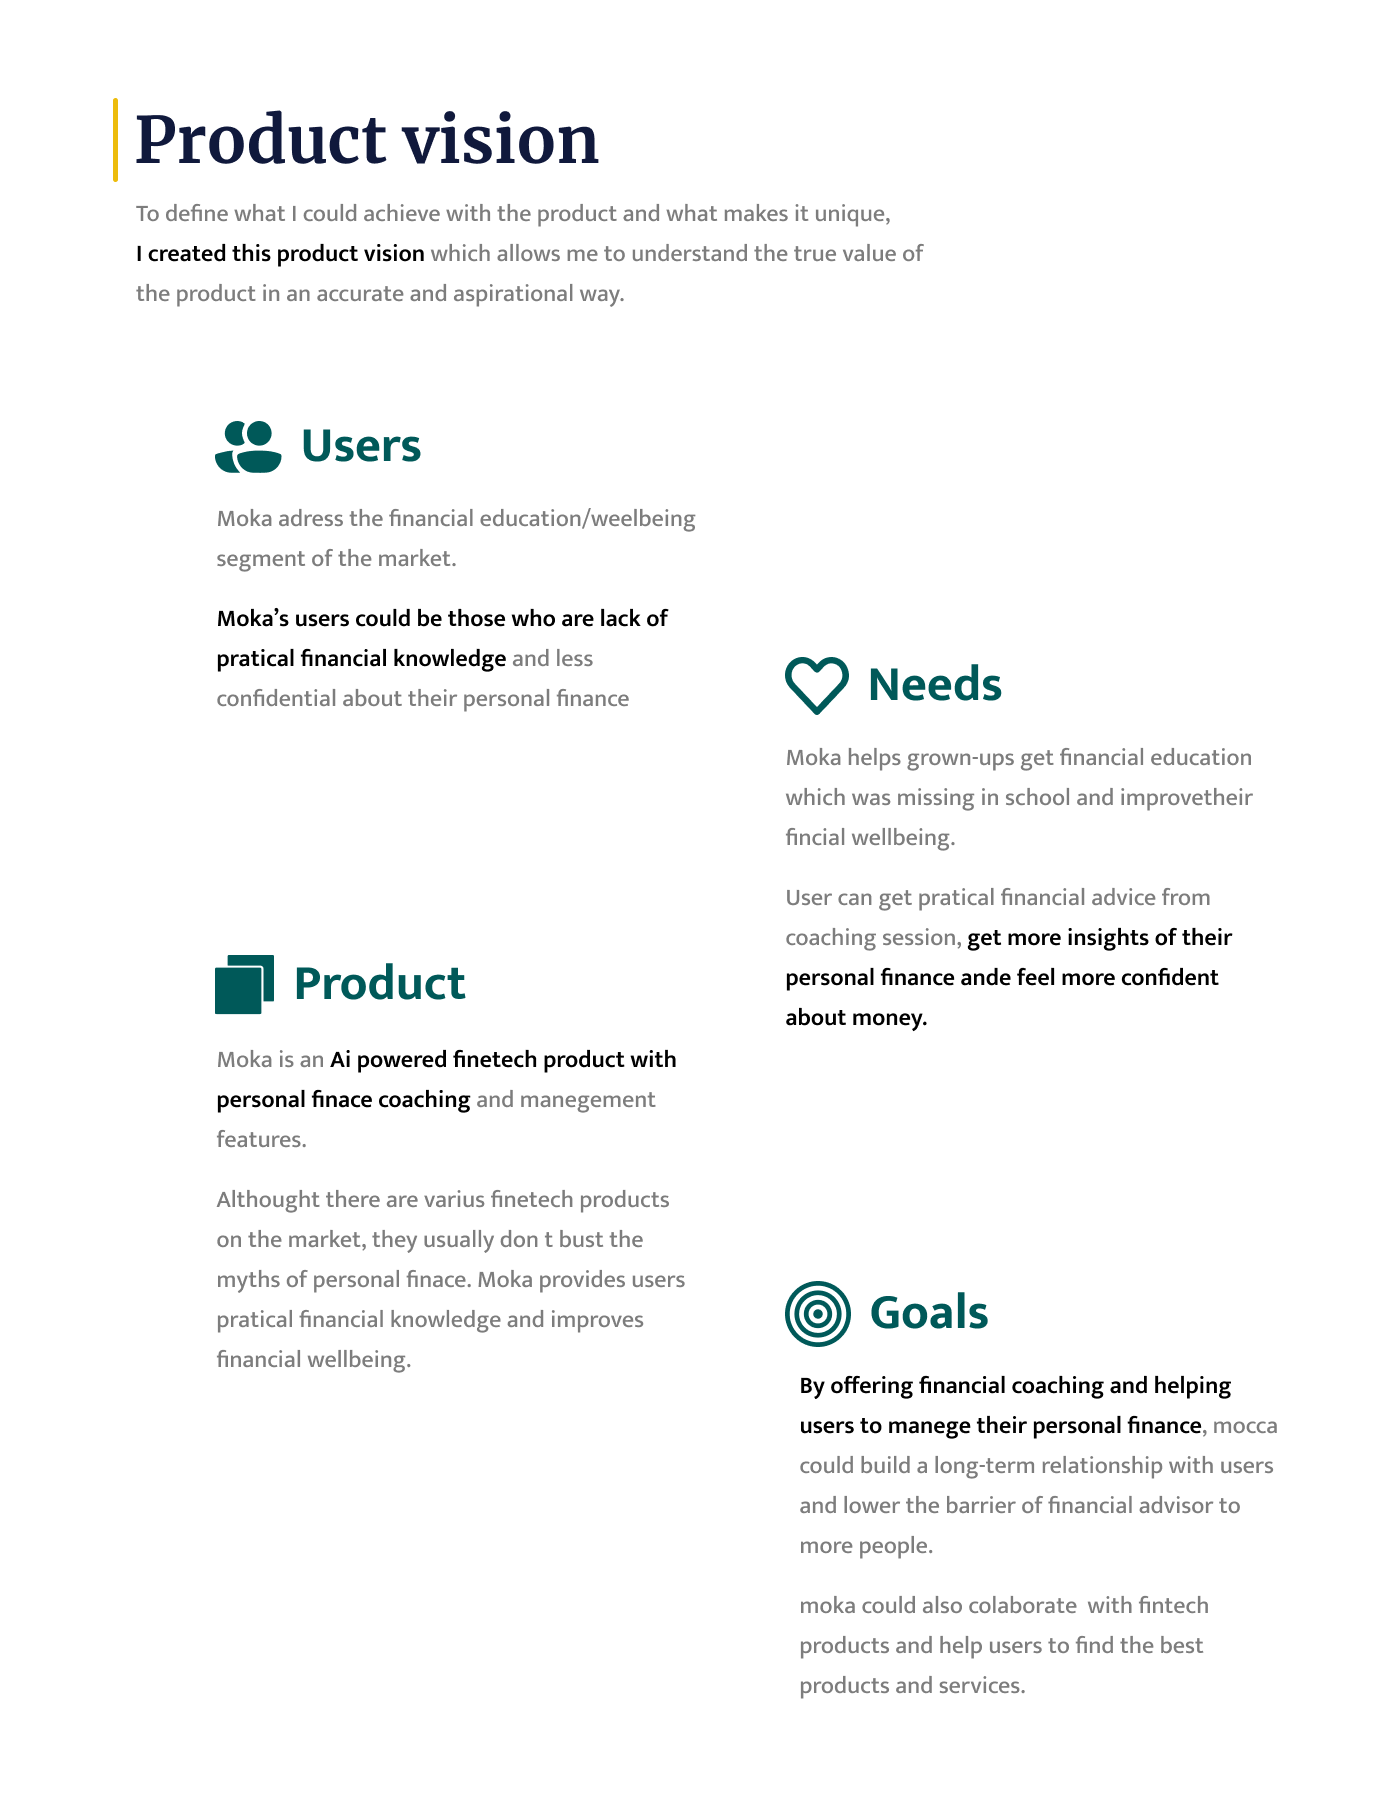 Product vision
To define what I could achieve with the product and what makes it unique,
I created this product vision which allows me to understand the true value of
the product in an accurate and aspirational way.
Users
Moka adress the financial education/weelbeing
segment of the market.
Moka’s users could be those who are lack of
pratical financial knowledge and less
confidential about their personal finance
Needs
Moka helps grown-ups get financial education
which was missing in school and improvetheir
fincial wellbeing.
User can get pratical financial advice from
coaching session, get more insights of their
personal finance ande feel more confident
about money.
Product
Moka is an Ai powered finetech product with
personal finace coaching and manegement
features.
Althought there are varius finetech products
on the market, they usually don t bust the
myths of personal finace. Moka provides users
pratical financial knowledge and improves
financial wellbeing.
Goals
By offering financial coaching and helping
users to manege their personal finance, mocca
could build a long-term relationship with users
and lower the barrier of financial advisor to
more people.
moka could also colaborate  with fintech
products and help users to find the best
products and services.